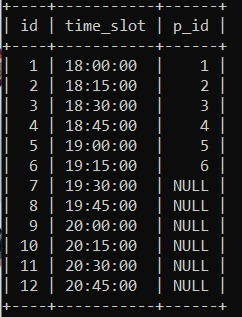 +----+-----------+------+
| id | time_slot | p_id |
+----+-----------+------+
| 1 | 18:00:00 | 1 |
| 2 | 18:15:00 | 2 |
| 3 | 18:30:00 | 3 |
| 4 | 18:45:00 | 4 |
| 5 | 19:00:00 | 5 |
| 6 | 19:15:00 | 6 |
| 7 | 19:30:00 | NULL |
| 8 | 19:45:00 | NULL |
| 9 | 20:00:00 | NULL |
| 10 | 20:15:00 | NULL |
| 11 | 20:30:00 | NULL |
| 12 | 20:45:00 | NULL |
+----+-----------+------+